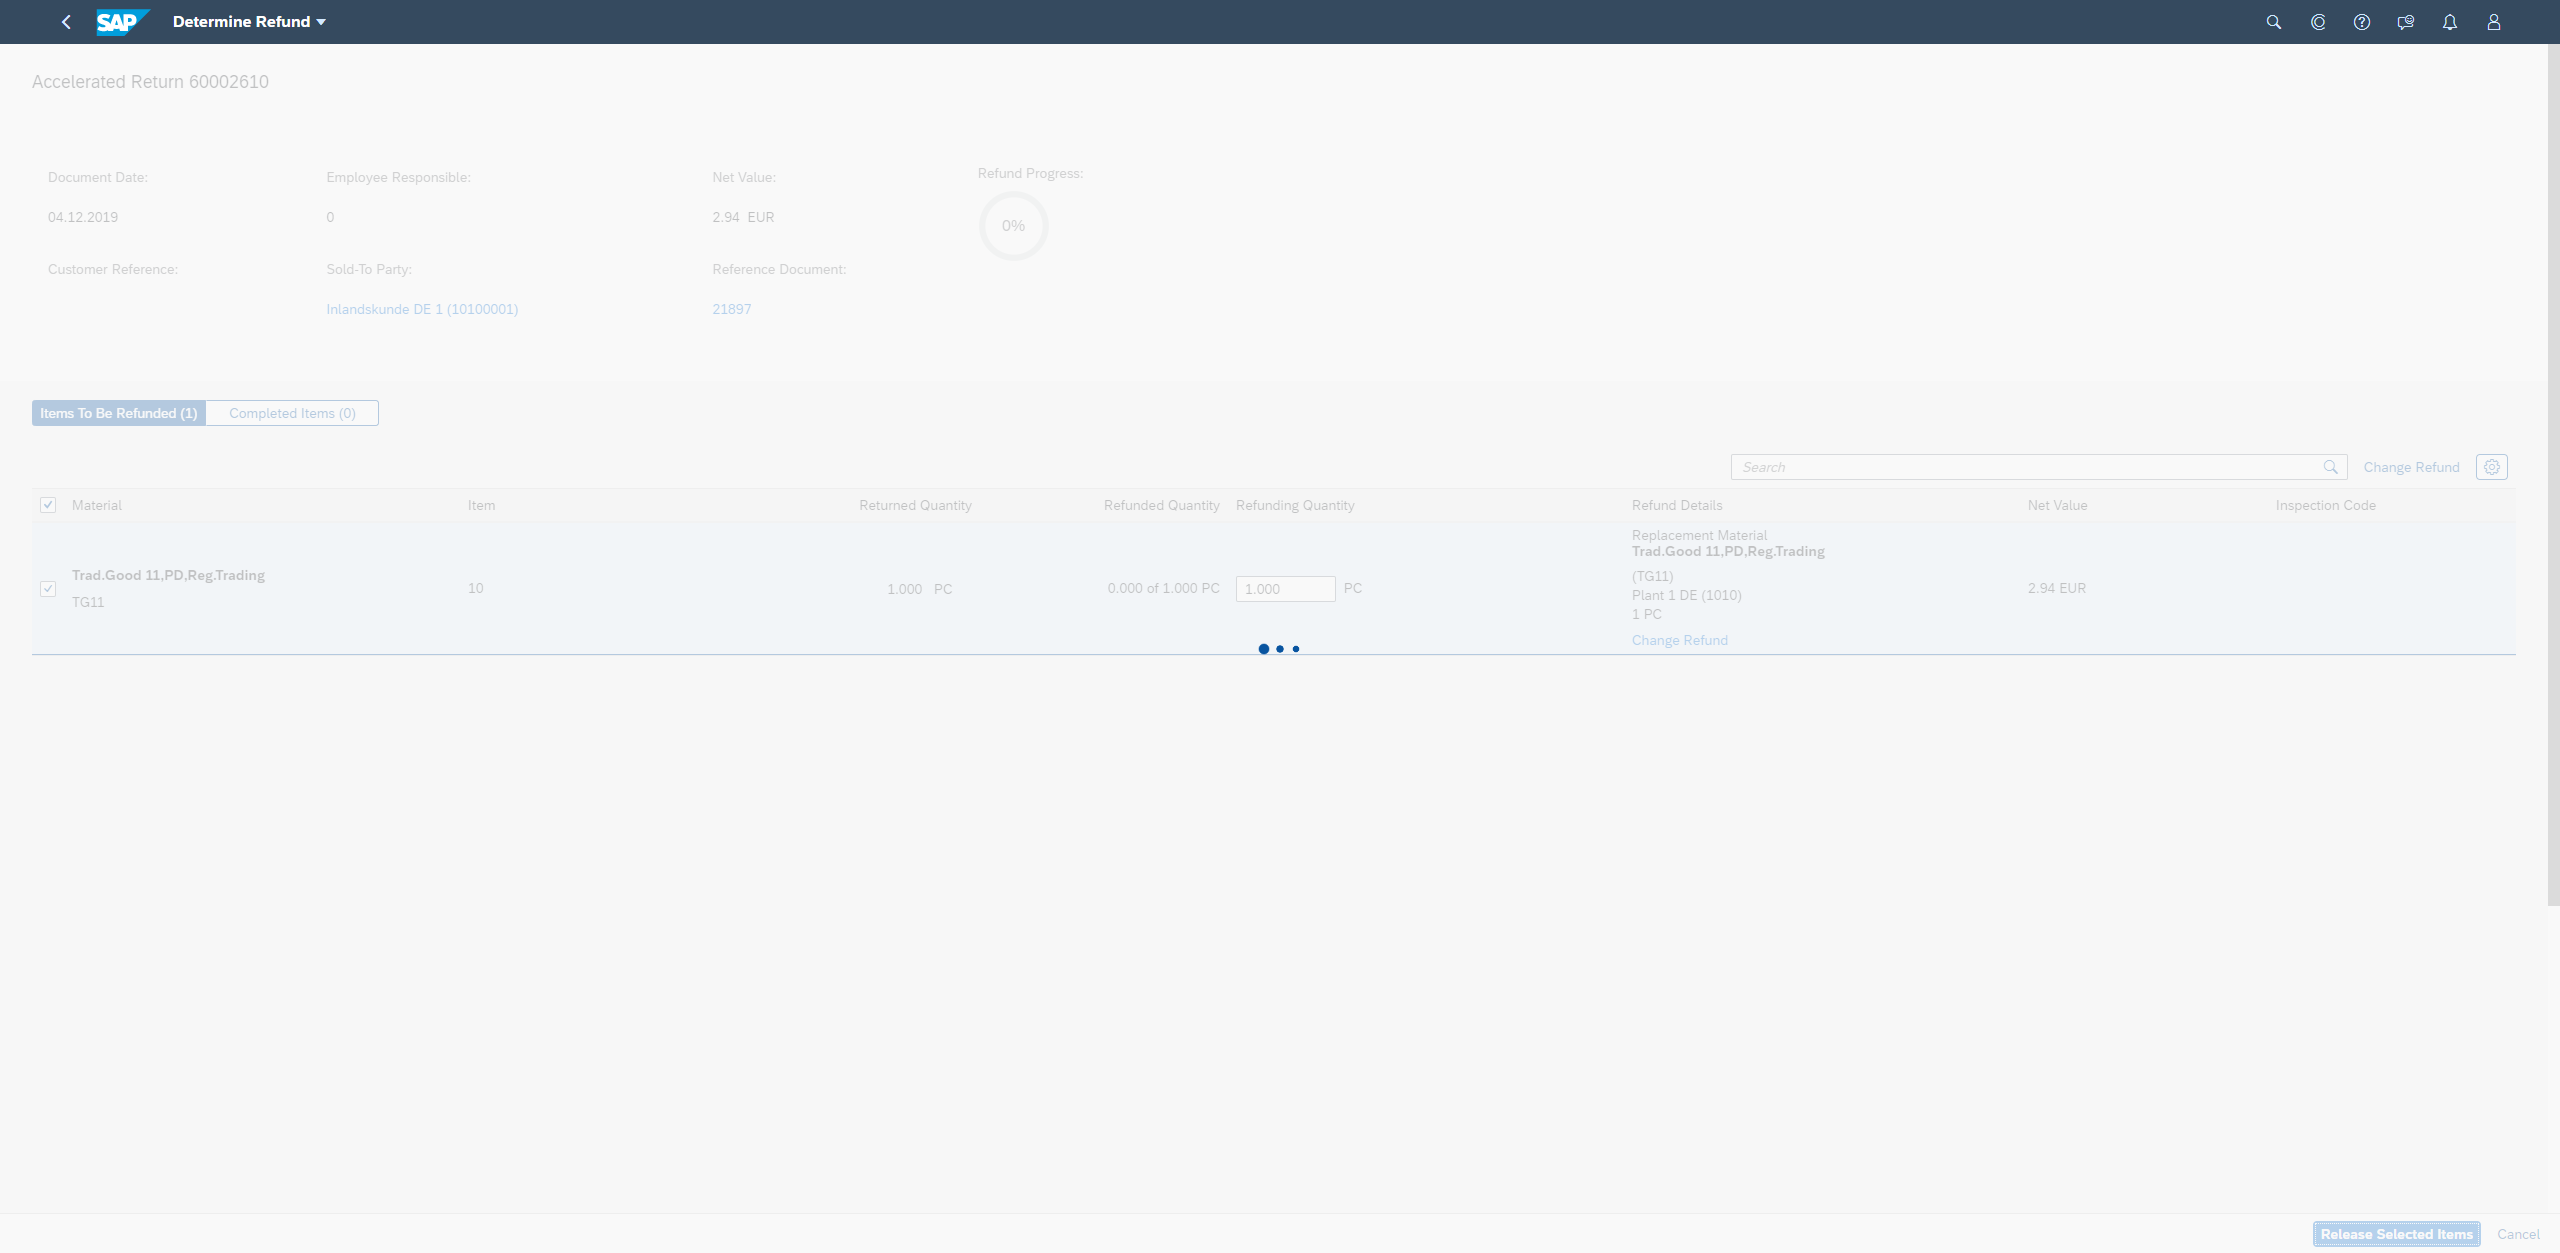 SAP Determine Refund
Accelerated Return 60002610
Document Date: Employee Responsible: Net Value: Refund Progress:
04.12.2019 0 2.94 EUR 0%
Customer Reference: Sold-To Party: Reference Document:
Inlandskunde DE 1 (10100001) 21897
Items To Be Refunded (1) Completed Items (0)
Search Change Refund
Material Item Returned Quantity Refunded Quantity Refunding Quantity Refund Details Net Value Inspection Code
Trad.Good 11,PD,Reg.Trading
TG11
10 1.000 PC 0.000 of 1.000 PC 1.000 PC
Replacement Material
Trad.Good 11,PD,Reg.Trading
(TG11)
Plant 1 DE (1010)
1 PC
Change Refund
2.94 EUR
Release Selected Items Cancel